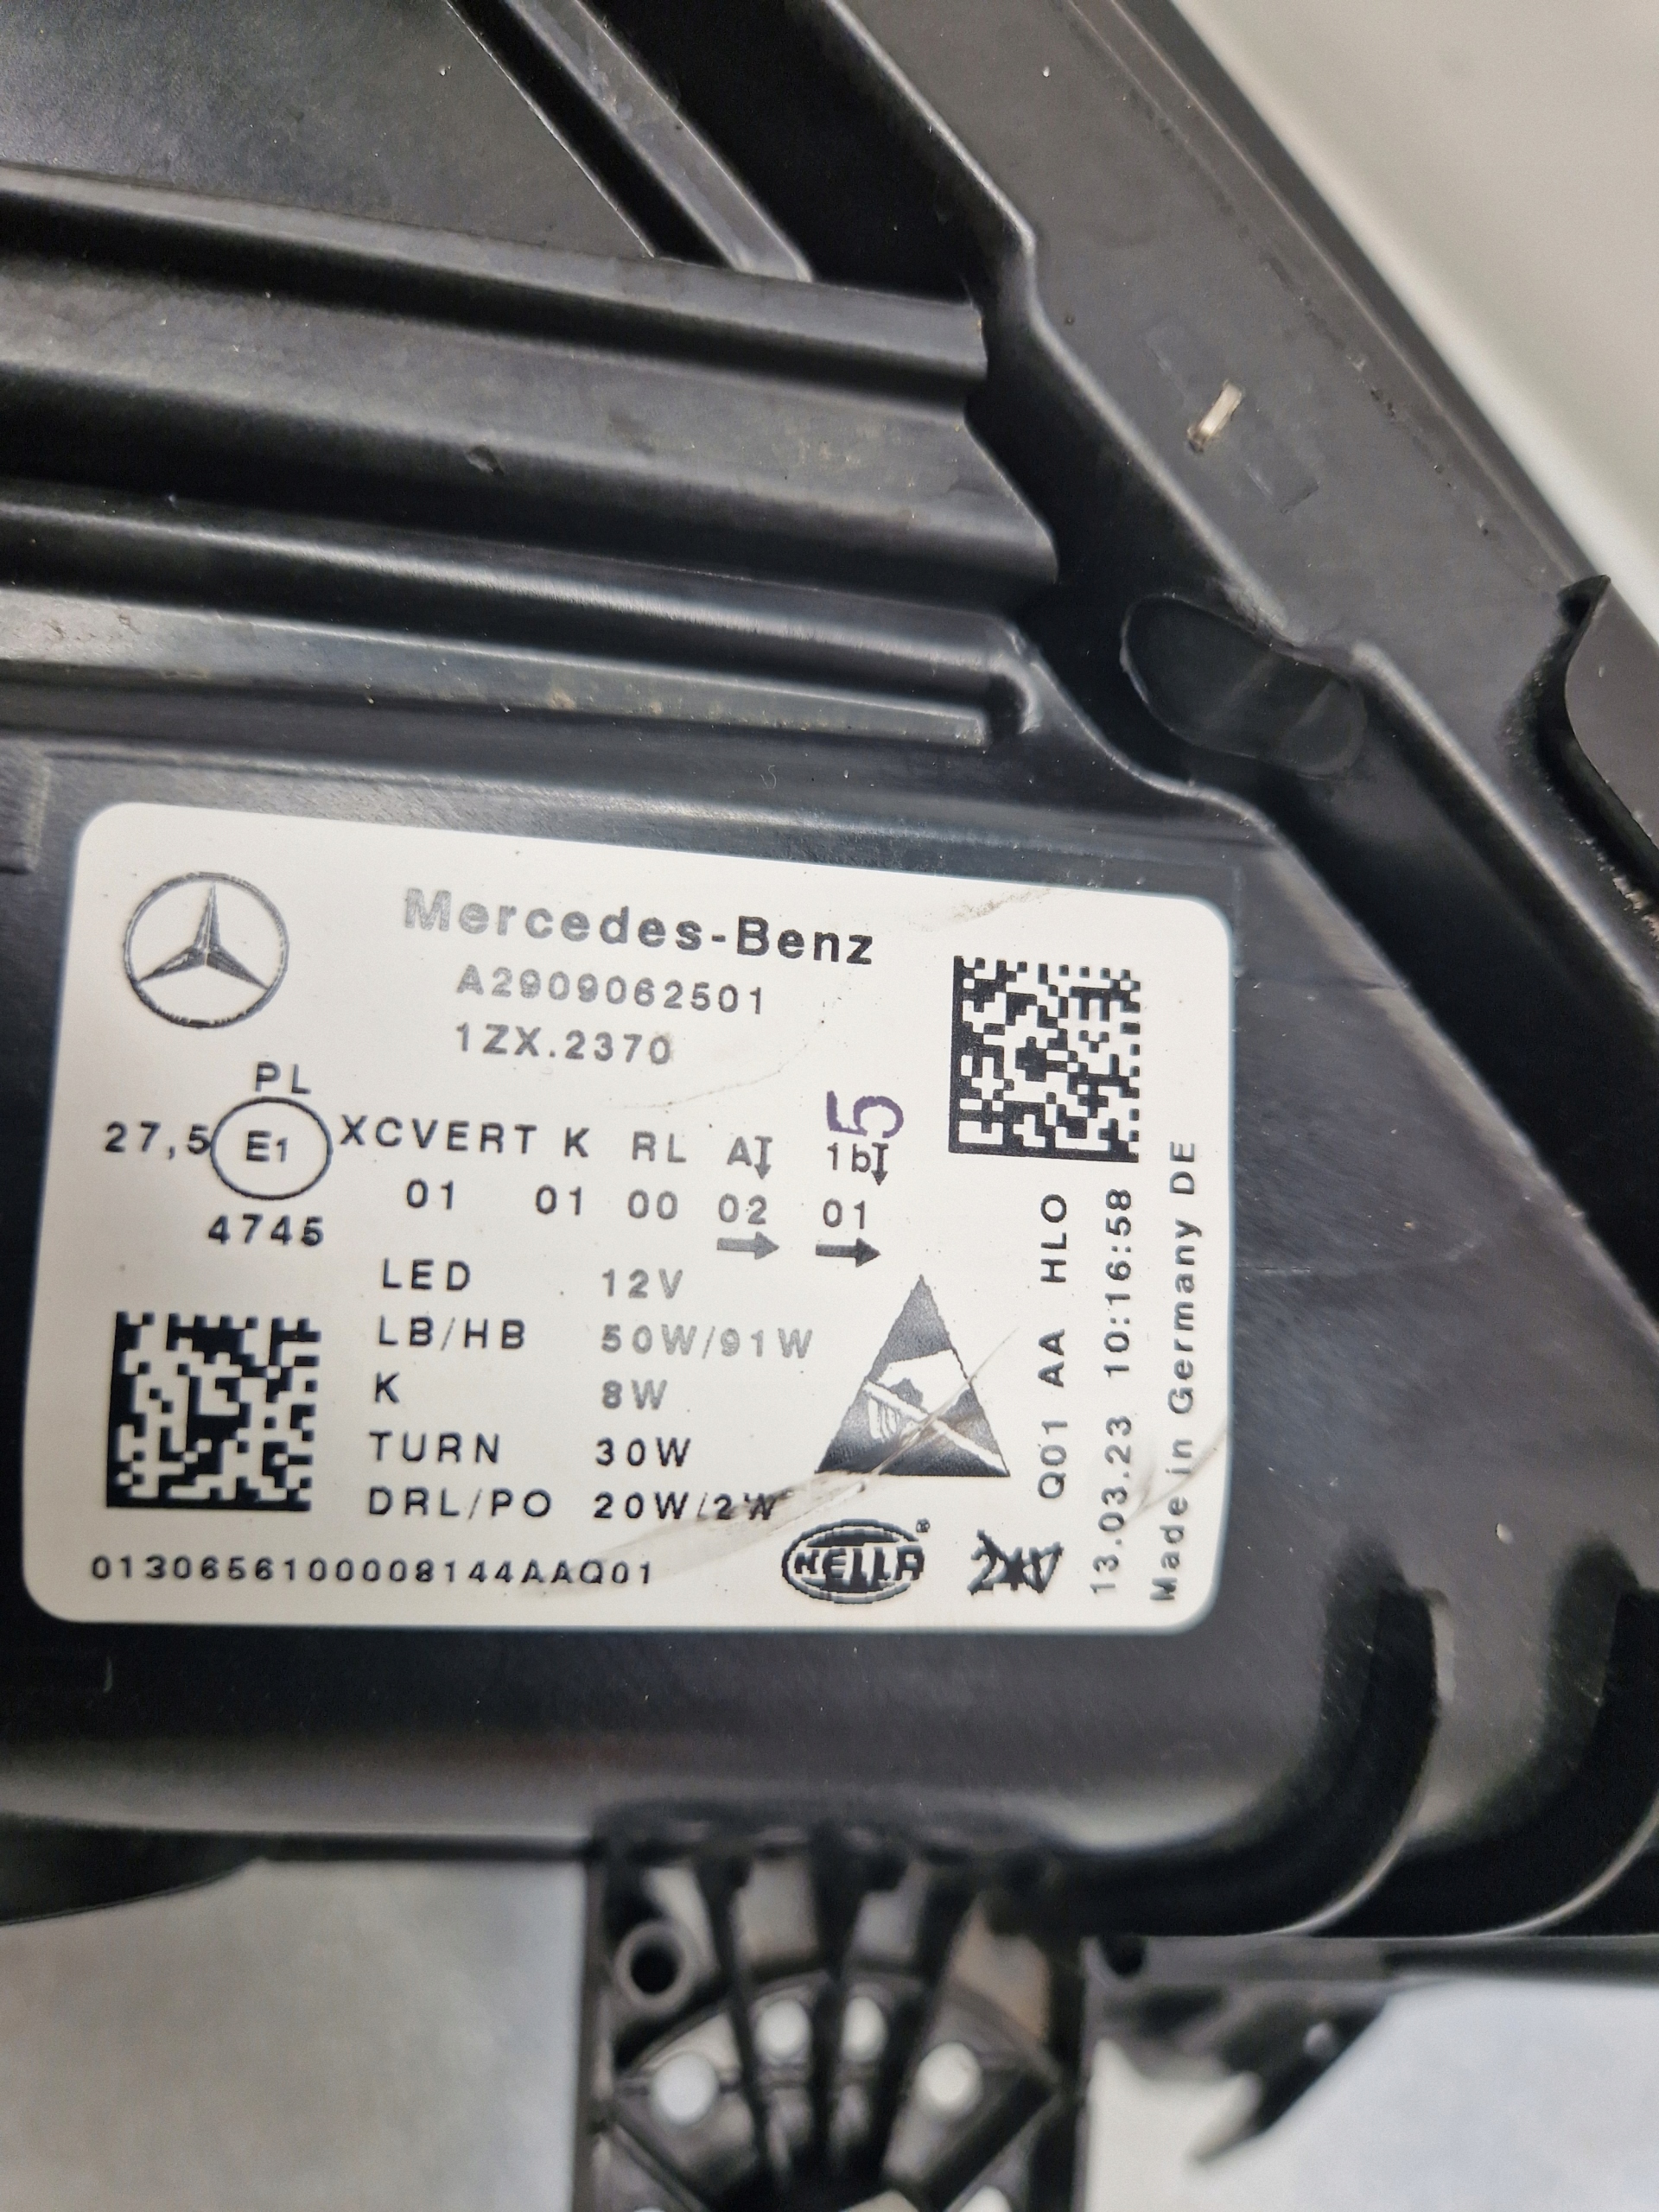 Mercedes-Benz
A2909062501
1ZX.2370
PL
27,5 E1 XCVERT K RL A 1b
5
01 01 00 02 01
4745
LED 12V
LB/HB 50W/91W
K 8W
TURN 30W
DRL/PO 20W/2W
0130656100008144AAQ01
HELLA ®
Q01 AA HLO
13.03.23 10:16:58
Made in Germany DE